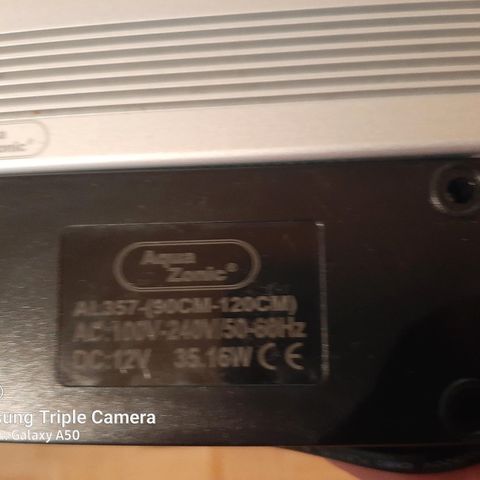 Aqua
Zonic®
AL357-(90CM-120CM)
AC:100V-240V/50-60Hz
DC:12V 35.16W CE
sung Triple Camera
Galaxy A50